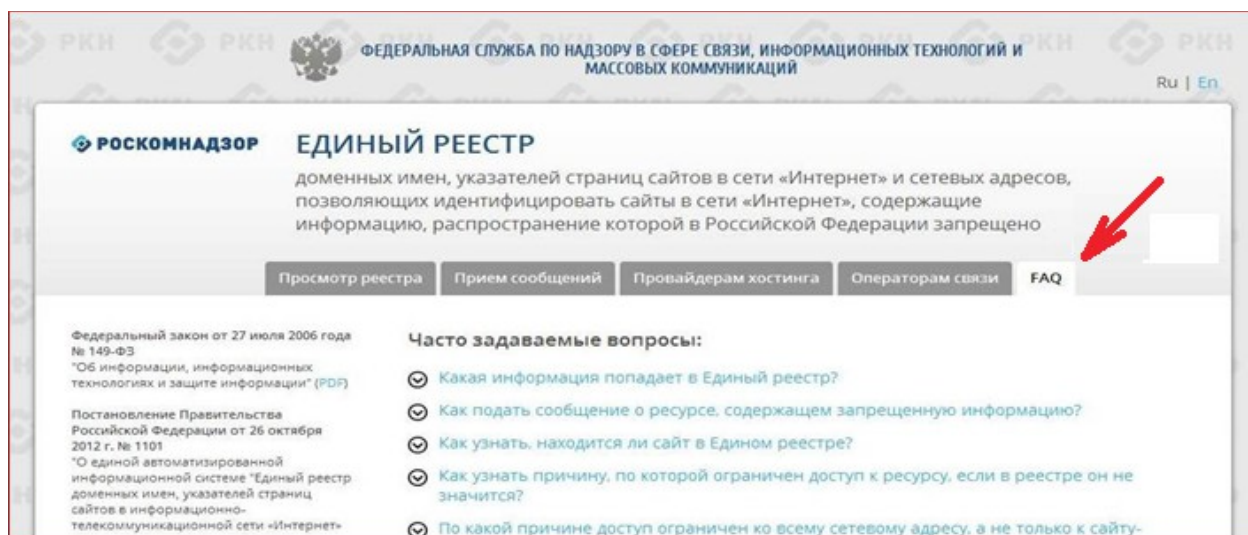 ФЕДЕРАЛЬНАЯ СЛУЖБА ПО НАДЗОРУ В СФЕРЕ СВЯЗИ, ИНФОРМАЦИОННЫХ ТЕХНОЛОГИЙ И
МАССОВЫХ КОММУНИКАЦИЙ
Ru | En
РОСКОМНАДЗОР
ЕДИНЫЙ РЕЕСТР
доменных имен, указателей страниц сайтов в сети «Интернет» и сетевых адресов,
позволяющих идентифицировать сайты в сети «Интернет», содержащие
информацию, распространение которой в Российской Федерации запрещено
Просмотр реестра Прием сообщений Провайдерам хостинга Операторам связи FAQ
Федеральный закон от 27 июля 2006 года
№ 149-ФЗ
"Об информации, информационных
технологиях и защите информации" (PDF)
Постановление Правительства
Российской Федерации от 26 октября
2012 г. № 1101
"О единой автоматизированной
информационной системе "Единый реестр
доменных имен, указателей страниц
сайтов в информационно-
телекоммуникационной сети «Интернет»
Часто задаваемые вопросы:
Какая информация попадает в Единый реестр?
Как подать сообщение о ресурсе, содержащем запрещенную информацию?
Как узнать, находится ли сайт в Едином реестре?
Как узнать причину, по которой ограничен доступ к ресурсу, если в реестре он не
значится?
По какой причине доступ ограничен ко всему сетевому адресу, а не только к сайту-